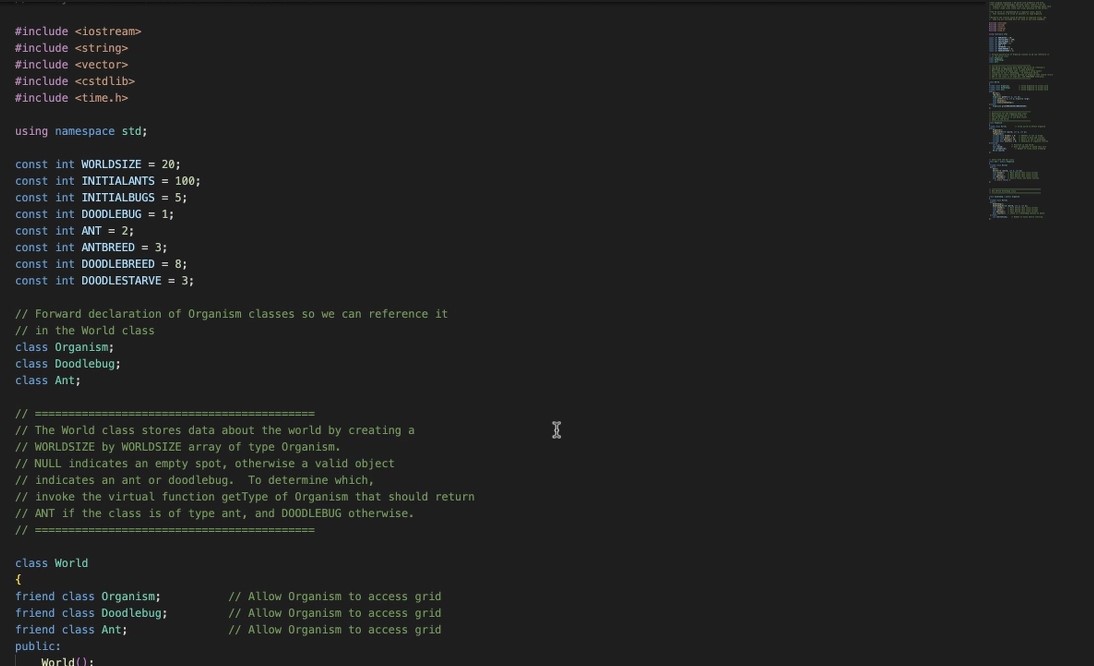 #include <iostream>
#include <string>
#include <vector>
#include <cstdlib>
#include <time.h>
using namespace std;
const int WORLDSIZE = 20;
const int INITIALANTS = 100;
const int INITIALBUGS = 5;
const int DOODLEBUG = 1;
const int ANT = 2;
const int ANTBREED = 3;
const int DOODLEBREED = 8;
const int DOODLESTARVE = 3;
// Forward declaration of Organism classes so we can reference it
// in the World class
class Organism;
class Doodlebug;
class Ant;
// ==========================================
// The World class stores data about the world by creating a
// WORLDSIZE by WORLDSIZE array of type Organism.
// NULL indicates an empty spot, otherwise a valid object
// indicates an ant or doodlebug.  To determine which,
// invoke the virtual function getType of Organism that should return
// ANT if the class is of type ant, and DOODLEBUG otherwise.
// ==========================================
class World
{
friend class Organism;          // Allow Organism to access grid
friend class Doodlebug;         // Allow Organism to access grid
friend class Ant;               // Allow Organism to access grid
public:
    World();